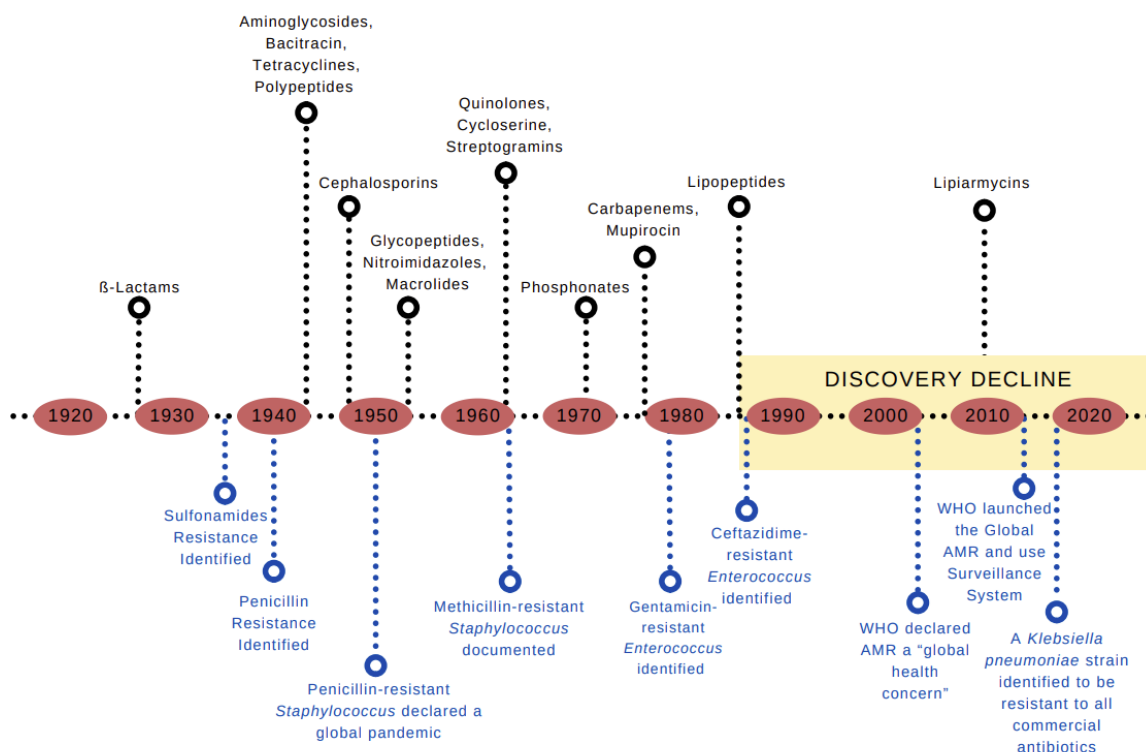 Aminoglycosides,
Bacitracin,
Tetracyclines,
Polypeptides
Quinolones,
Cycloserine,
Streptogramins
Cephalosporins
Lipopeptides
Lipiarmycins
Carbapenems,
Mupirocin
Glycopeptides,
Nitroimidazoles,
Macrolides
ß-Lactams
Phosphonates
DISCOVERY DECLINE
1920 1930 1940 1950 1960 1970 1980 1990 2000 2010 2020
Sulfonamides
Resistance
Identified
Penicillin
Resistance
Identified
Penicillin-resistant
Staphylococcus declared a
global pandemic
Methicillin-resistant
Staphylococcus
documented
Gentamicin-
resistant
Enterococcus
identified
Ceftazidime-
resistant
Enterococcus
identified
WHO declared
AMR a “global
health
concern”
WHO launched
the Global
AMR and use
Surveillance
System
A Klebsiella
pneumoniae strain
identified to be
resistant to all
commercial
antibiotics